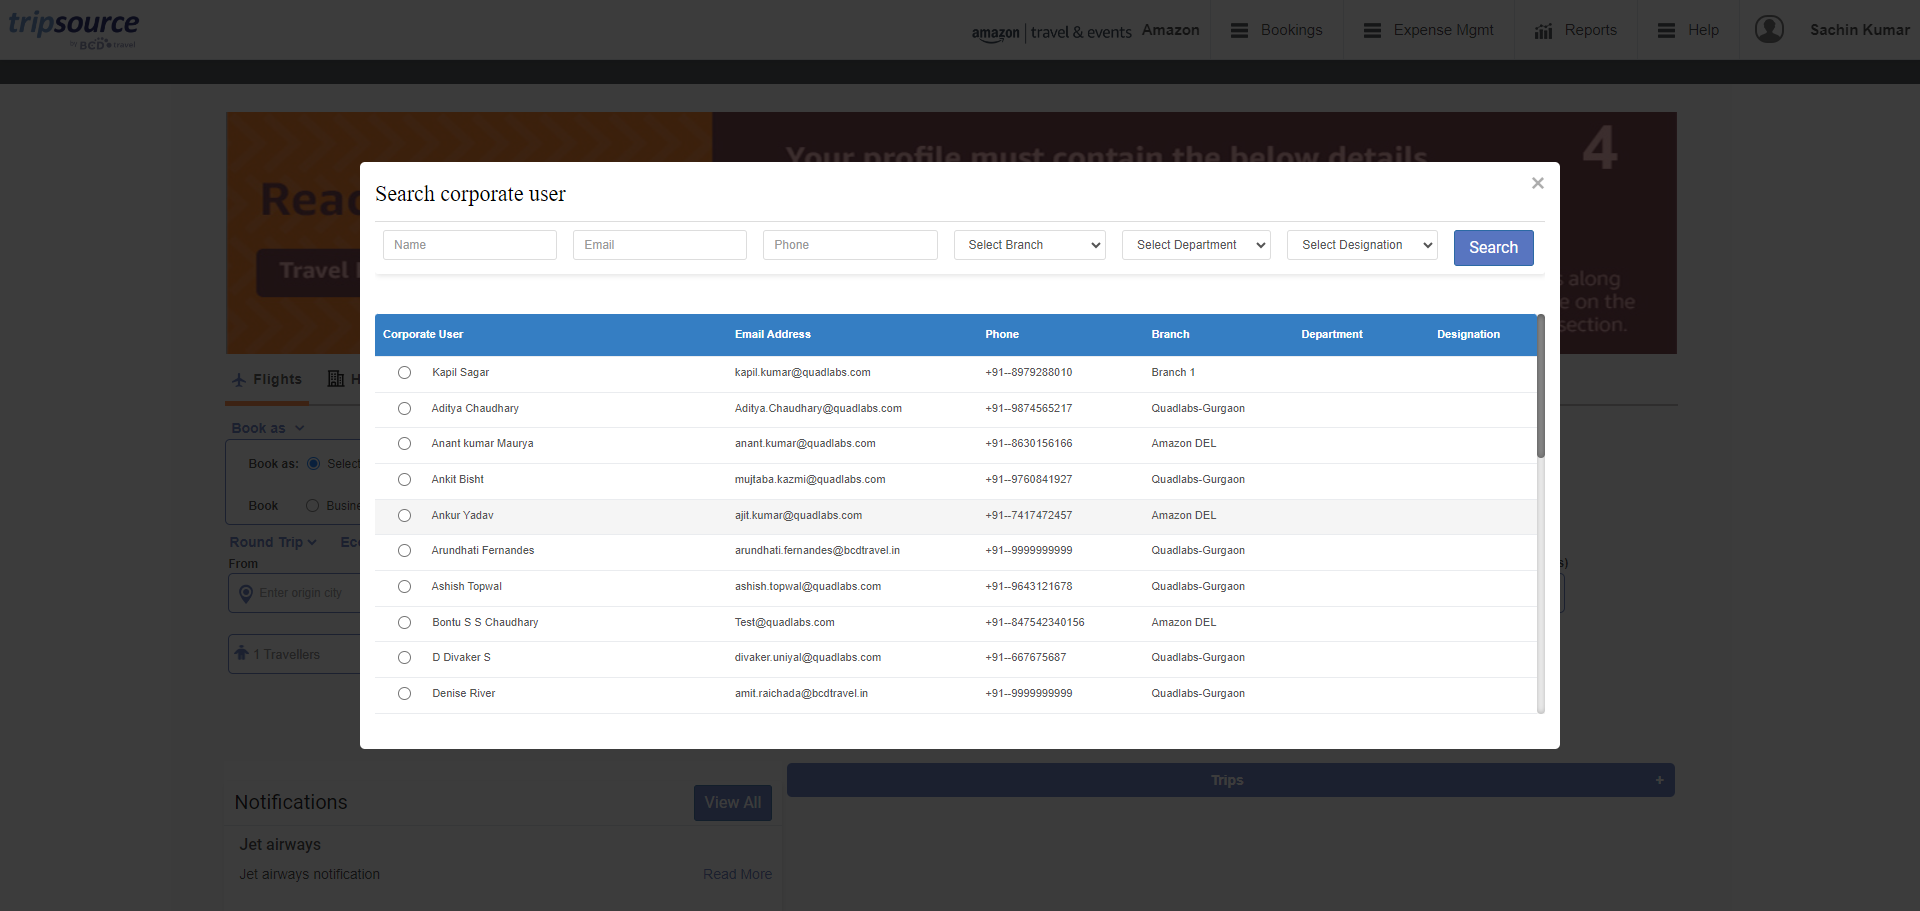 tripsource
by BCD travel
amazon | travel & events Amazon
Bookings
Expense Mgmt
Reports
Help
Sachin Kumar
Your profile must contain the below details
4
Search corporate user
×
Name
Email
Phone
Select Branch
Select Department
Select Designation
Search
Travel
along
on the
section.
Corporate User Email Address Phone Branch Department Designation
Kapil Sagar kapil.kumar@quadlabs.com +91--8979288010 Branch 1
Aditya Chaudhary Aditya.Chaudhary@quadlabs.com +91--9874565217 Quadlabs-Gurgaon
Anant kumar Maurya anant.kumar@quadlabs.com +91--8630156166 Amazon DEL
Ankit Bisht mujtaba.kazmi@quadlabs.com +91--9760841927 Quadlabs-Gurgaon
Ankur Yadav ajit.kumar@quadlabs.com +91--7417472457 Amazon DEL
Arundhati Fernandes arundhati.fernandes@bcdtravel.in +91--9999999999 Quadlabs-Gurgaon
Ashish Topwal ashish.topwal@quadlabs.com +91--9643121678 Quadlabs-Gurgaon
Bontu S S Chaudhary Test@quadlabs.com +91--847542340156 Amazon DEL
D Divaker S divaker.uniyal@quadlabs.com +91--667675687 Quadlabs-Gurgaon
Denise River amit.raichada@bcdtravel.in +91--9999999999 Quadlabs-Gurgaon
Flights
Book as
Book as: Select
Book
Round Trip
From
Enter origin city
1 Travellers
Trips +
Notifications
View All
Jet airways
Jet airways notification
Read More